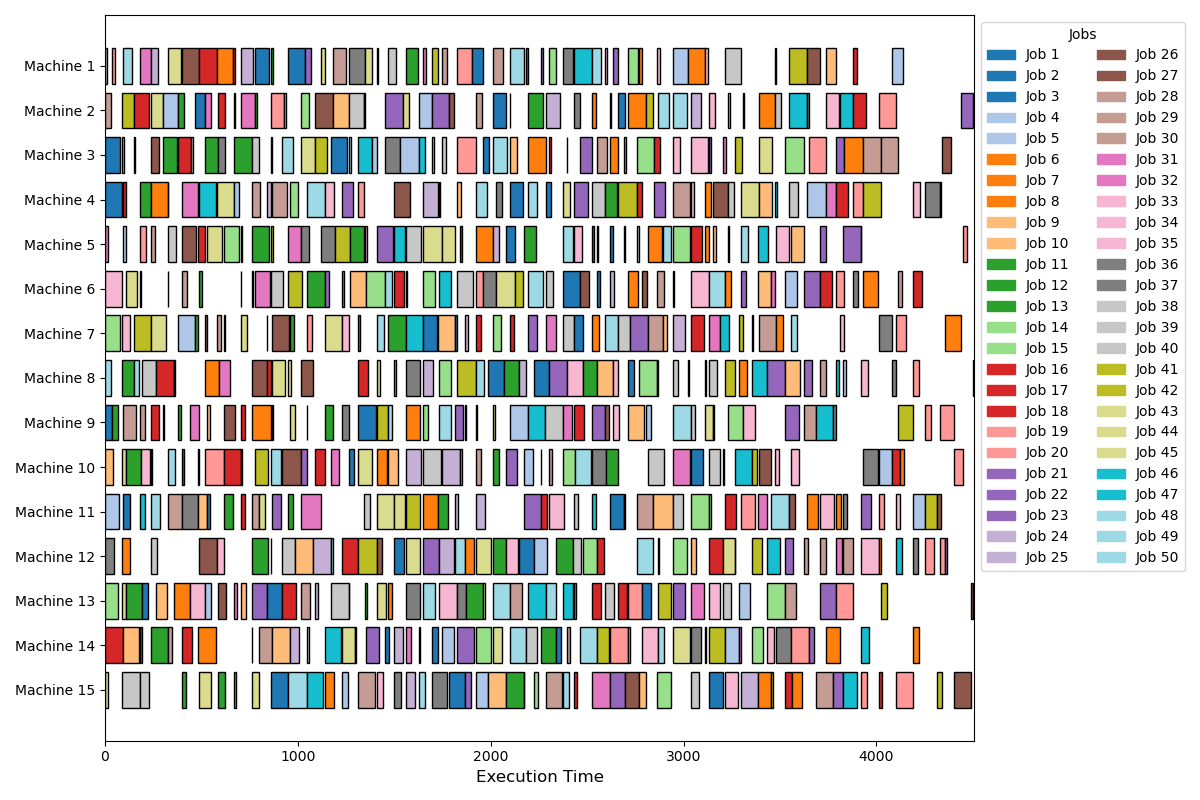 Machine 1
Machine 2
Machine 3
Machine 4
Machine 5
Machine 6
Machine 7
Machine 8
Machine 9
Machine 10
Machine 11
Machine 12
Machine 13
Machine 14
Machine 15
0 1000 2000 3000 4000
Execution Time
Jobs
Job 1
Job 2
Job 3
Job 4
Job 5
Job 6
Job 7
Job 8
Job 9
Job 10
Job 11
Job 12
Job 13
Job 14
Job 15
Job 16
Job 17
Job 18
Job 19
Job 20
Job 21
Job 22
Job 23
Job 24
Job 25
Job 26
Job 27
Job 28
Job 29
Job 30
Job 31
Job 32
Job 33
Job 34
Job 35
Job 36
Job 37
Job 38
Job 39
Job 40
Job 41
Job 42
Job 43
Job 44
Job 45
Job 46
Job 47
Job 48
Job 49
Job 50